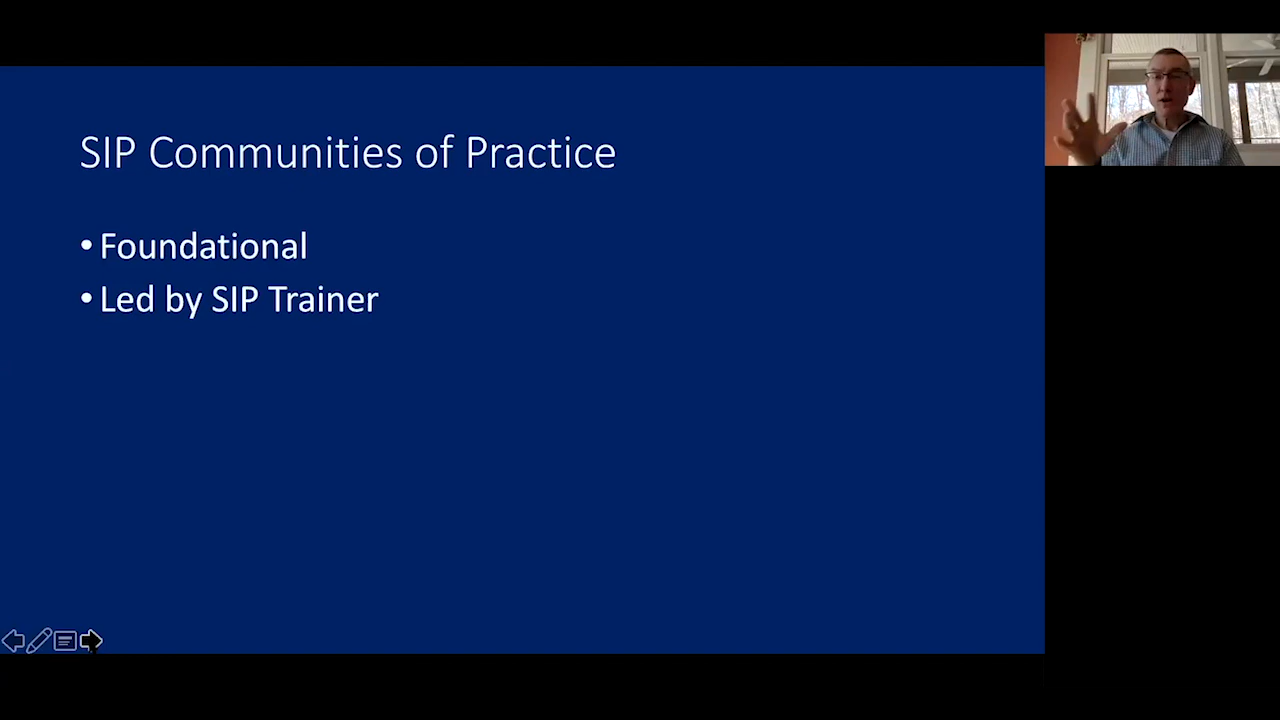 SIP Communities of Practice
• Foundational
• Led by SIP Trainer